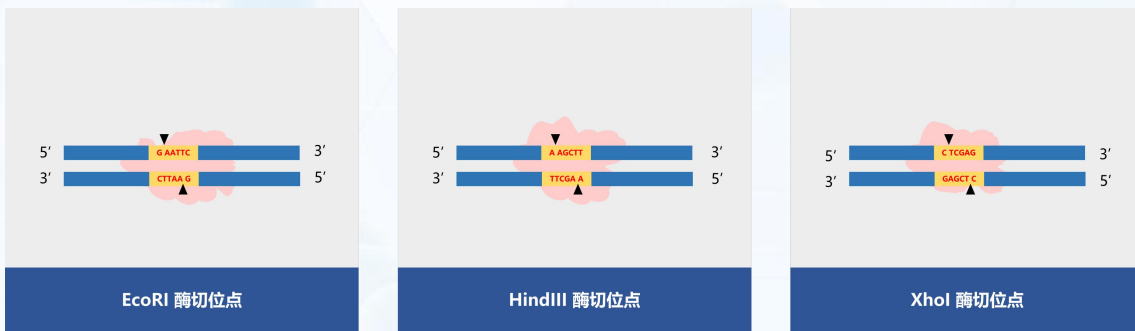 5′ G AATTC 3′
3′ CTTAA G 5′
EcoRI 酶切位点
5′ A AGCTT 3′
3′ TTCGA A 5′
HindIII 酶切位点
5′ C TCGAG 3′
3′ GAGCT C 5′
XhoI 酶切位点